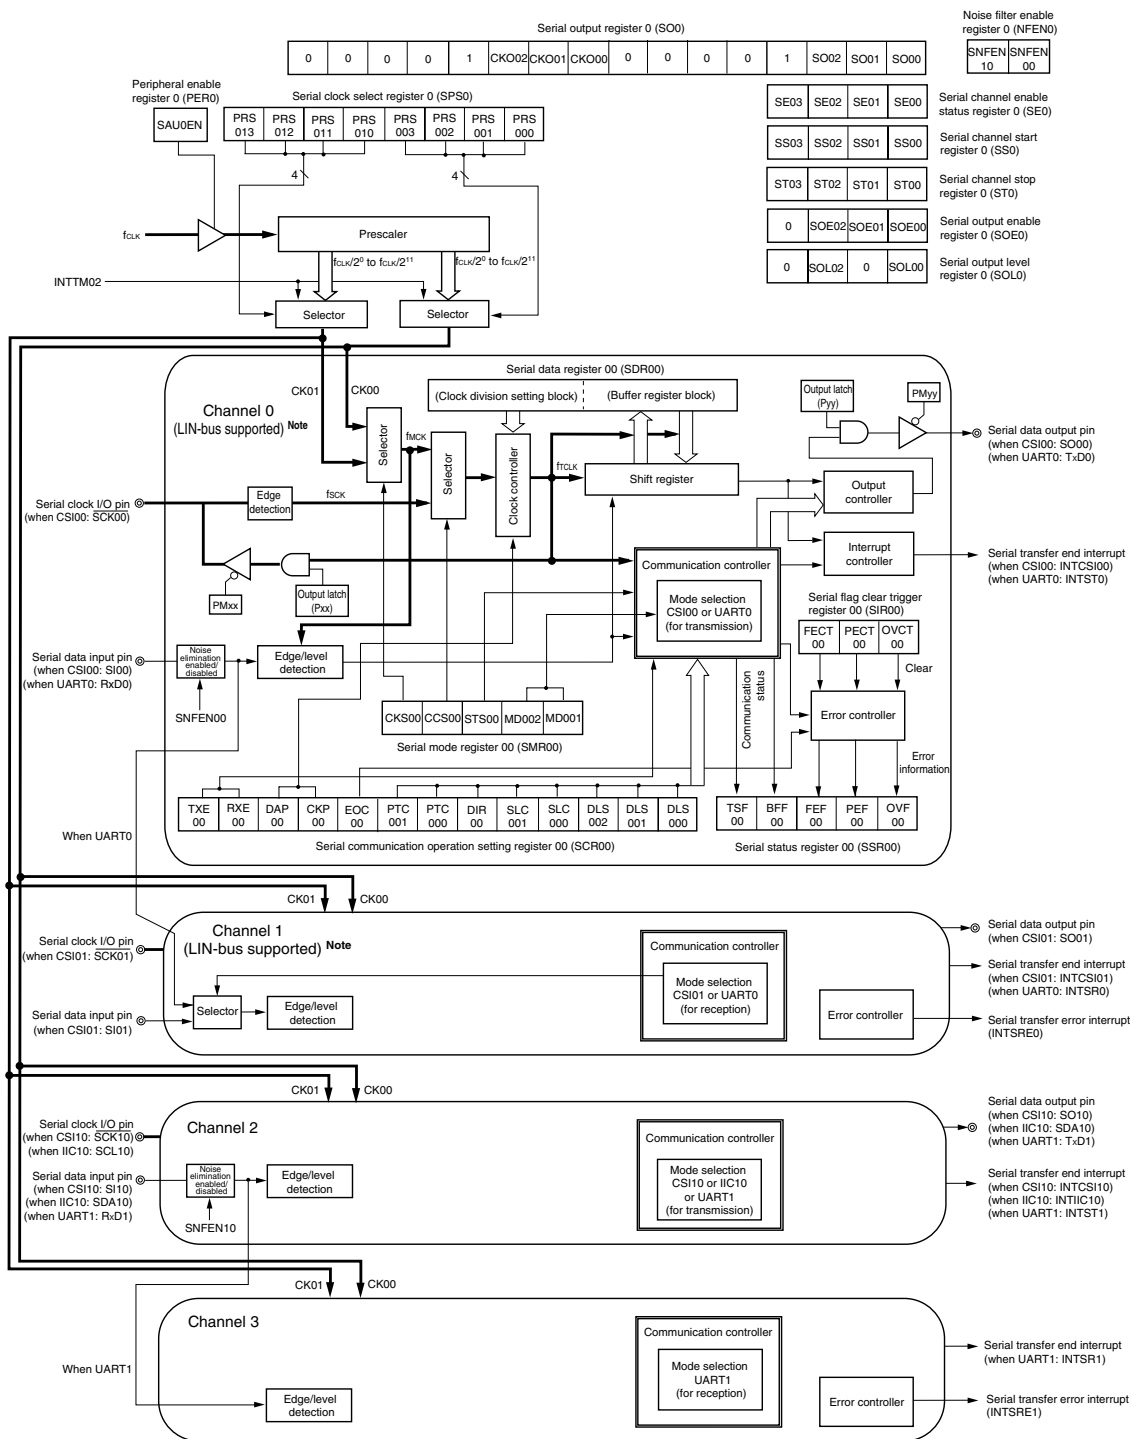 Serial output register 0 (SO0)
0 0 0 0 1 CKO02 CKO01 CKO00 0 0 0 0 1 SO02 SO01 SO00
Noise filter enable
register 0 (NFEN0)
SNFEN SNFEN
10 00
Peripheral enable
register 0 (PER0)
SAU0EN
Serial clock select register 0 (SPS0)
PRS PRS PRS PRS PRS PRS PRS PRS
013 012 011 010 003 002 001 000
4
4
SE03 SE02 SE01 SE00
Serial channel enable
status register 0 (SE0)
SS03 SS02 SS01 SS00
Serial channel start
register 0 (SS0)
ST03 ST02 ST01 ST00
Serial channel stop
register 0 (ST0)
0 SOE02 SOE01 SOE00
Serial output enable
register 0 (SOE0)
0 SOL02 0 SOL00
Serial output level
register 0 (SOL0)
fCLK
Prescaler
fCLK/2⁰ to fCLK/2¹¹
fCLK/2⁰ to fCLK/2¹¹
INTTM02
Selector
Selector
CK01
CK00
Channel 0
(LIN-bus supported) Note
Serial data register 00 (SDR00)
(Clock division setting block)
(Buffer register block)
Selector
fMCK
Selector
Clock controller
fTCLK
Shift register
Output latch
(Pyy)
PMyy
Serial data output pin
(when CSI00: SO00)
(when UART0: TxD0)
Output
controller
Serial clock I/O pin
(when CSI00: SCK00)
Edge
detection
fSCK
Interrupt
controller
Serial transfer end interrupt
(when CSI00: INTCSI00)
(when UART0: INTST0)
PMxx
Output latch
(Pxx)
Communication controller
Mode selection
CSI00 or UART0
(for transmission)
Serial flag clear trigger
register 00 (SIR00)
FECT PECT OVCT
00 00 00
Clear
Serial data input pin
(when CSI00: SI00)
(when UART0: RxD0)
Noise
elimination
enabled/
disabled
SNFEN00
Edge/level
detection
CKS00 CCS00 STS00 MD002 MD001
Serial mode register 00 (SMR00)
Communication
status
Error controller
Error
information
TXE RXE DAP CKP EOC PTC PTC DIR SLC SLC DLS DLS DLS
00 00 00 00 00 001 000 00 001 000 002 001 000
Serial communication operation setting register 00 (SCR00)
TSF BFF FEF PEF OVF
00 00 00 00 00
Serial status register 00 (SSR00)
When UART0
CK01
CK00
Channel 1
(LIN-bus supported) Note
Serial clock I/O pin
(when CSI01: SCK01)
Serial data input pin
(when CSI01: SI01)
Selector
Edge/level
detection
Communication controller
Mode selection
CSI01 or UART0
(for reception)
Error controller
Serial data output pin
(when CSI01: SO01)
Serial transfer end interrupt
(when CSI01: INTCSI01)
(when UART0: INTSR0)
Serial transfer error interrupt
(INTSRE0)
CK01
CK00
Channel 2
Serial clock I/O pin
(when CSI10: SCK10)
(when IIC10: SCL10)
Serial data input pin
(when CSI10: SI10)
(when IIC10: SDA10)
(when UART1: RxD1)
Noise
elimination
enabled/
disabled
SNFEN10
Edge/level
detection
Communication controller
Mode selection
CSI10 or IIC10
or UART1
(for transmission)
Serial data output pin
(when CSI10: SO10)
(when IIC10: SDA10)
(when UART1: TxD1)
Serial transfer end interrupt
(when CSI10: INTCSI10)
(when IIC10: INTIIC10)
(when UART1: INTST1)
CK01
CK00
Channel 3
When UART1
Edge/level
detection
Communication controller
Mode selection
UART1
(for reception)
Error controller
Serial transfer end interrupt
(when UART1: INTSR1)
Serial transfer error interrupt
(INTSRE1)